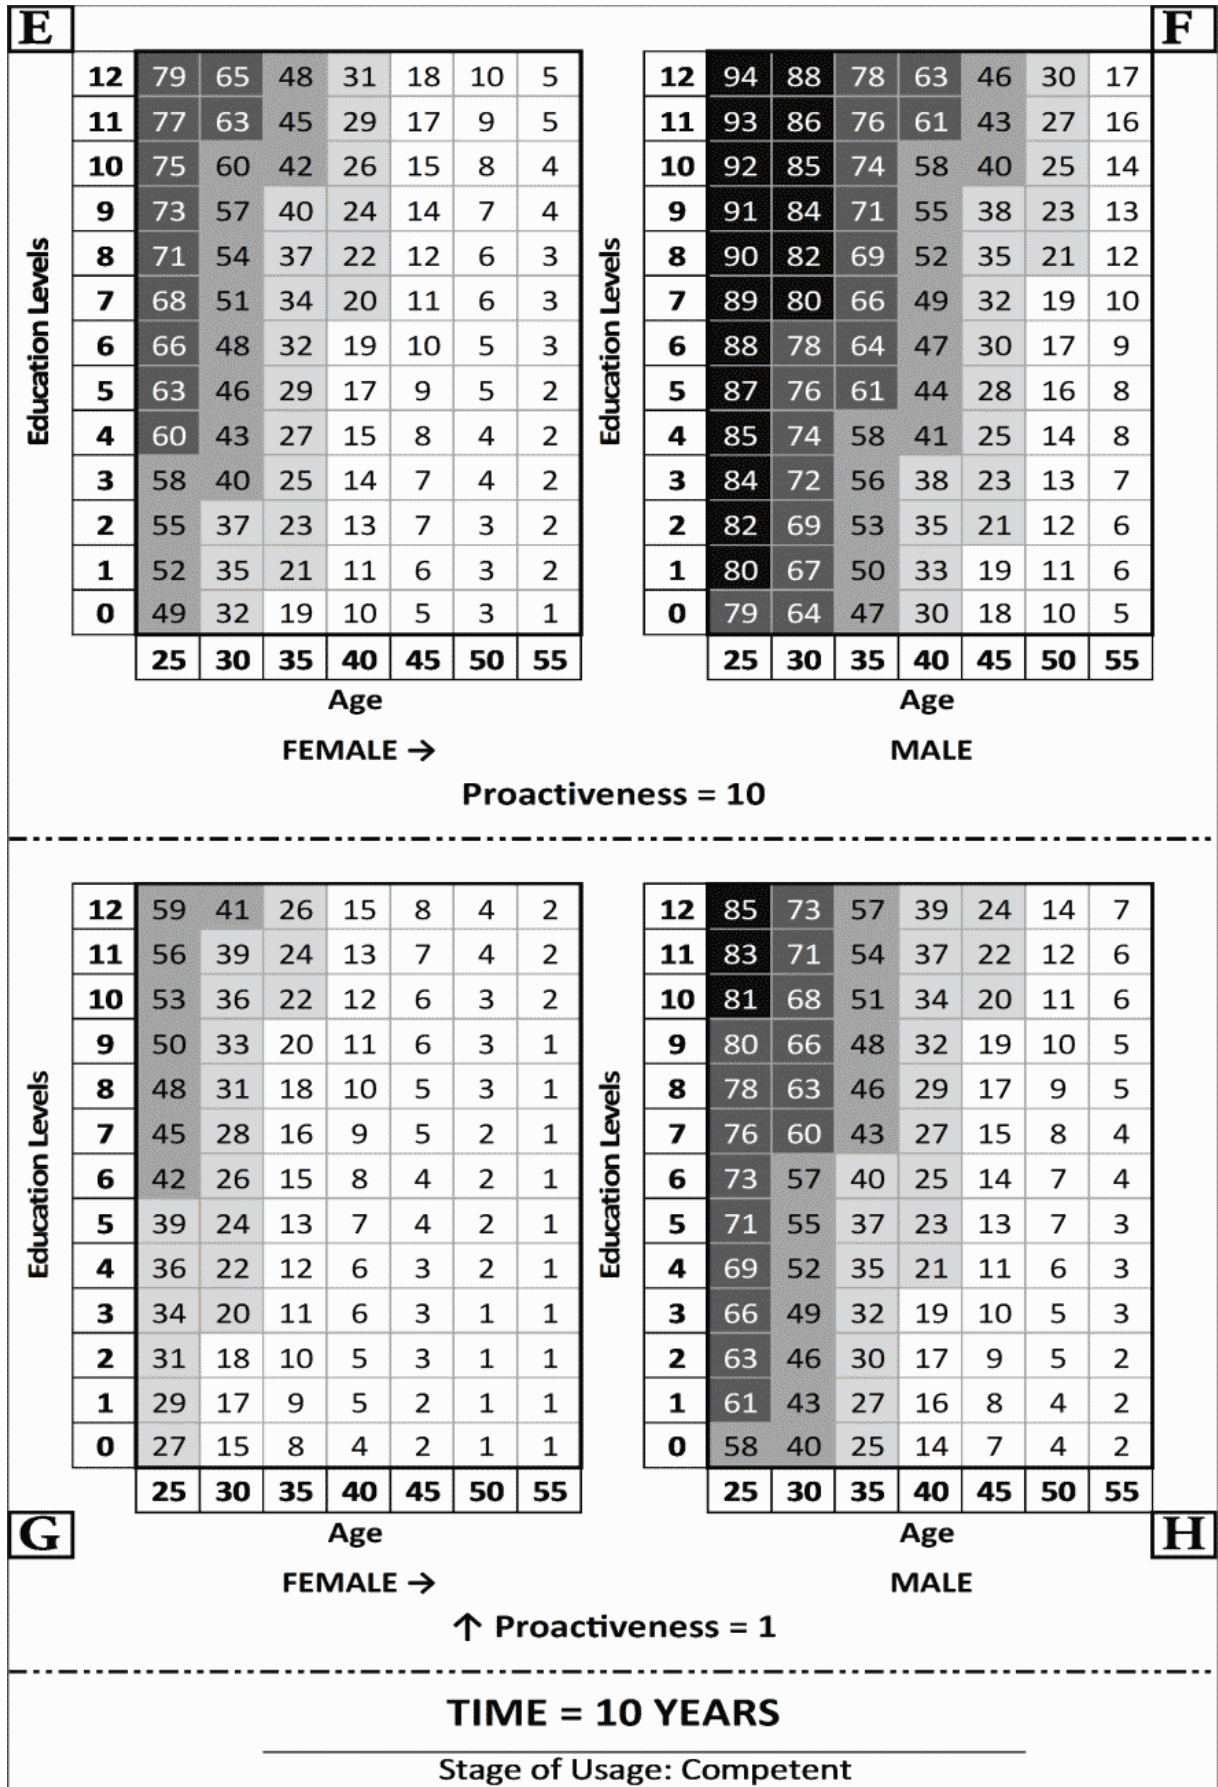 E F
12 79 65 48 31 18 10 5 12 94 88 78 63 46 30 17
11 77 63 45 29 17 9 5 11 93 86 76 61 43 27 16
10 75 60 42 26 15 8 4 10 92 85 74 58 40 25 14
9 73 57 40 24 14 7 4 9 91 84 71 55 38 23 13
8 71 54 37 22 12 6 3 8 90 82 69 52 35 21 12
7 68 51 34 20 11 6 3 7 89 80 66 49 32 19 10
6 66 48 32 19 10 5 3 6 88 78 64 47 30 17 9
5 63 46 29 17 9 5 2 5 87 76 61 44 28 16 8
4 60 43 27 15 8 4 2 4 85 74 58 41 25 14 8
3 58 40 25 14 7 4 2 3 84 72 56 38 23 13 7
2 55 37 23 13 7 3 2 2 82 69 53 35 21 12 6
1 52 35 21 11 6 3 2 1 80 67 50 33 19 11 6
0 49 32 19 10 5 3 1 0 79 64 47 30 18 10 5
Education Levels Education Levels
25 30 35 40 45 50 55 25 30 35 40 45 50 55
Age Age
FEMALE → MALE
Proactiveness = 10
12 59 41 26 15 8 4 2 12 85 73 57 39 24 14 7
11 56 39 24 13 7 4 2 11 83 71 54 37 22 12 6
10 53 36 22 12 6 3 2 10 81 68 51 34 20 11 6
9 50 33 20 11 6 3 1 9 80 66 48 32 19 10 5
8 48 31 18 10 5 3 1 8 78 63 46 29 17 9 5
7 45 28 16 9 5 2 1 7 76 60 43 27 15 8 4
6 42 26 15 8 4 2 1 6 73 57 40 25 14 7 4
5 39 24 13 7 4 2 1 5 71 55 37 23 13 7 3
4 36 22 12 6 3 2 1 4 69 52 35 21 11 6 3
3 34 20 11 6 3 1 1 3 66 49 32 19 10 5 3
2 31 18 10 5 3 1 1 2 63 46 30 17 9 5 2
1 29 17 9 5 2 1 1 1 61 43 27 16 8 4 2
0 27 15 8 4 2 1 1 0 58 40 25 14 7 4 2
Education Levels Education Levels
25 30 35 40 45 50 55 25 30 35 40 45 50 55
G Age Age H
FEMALE → MALE
↑ Proactiveness = 1
TIME = 10 YEARS
Stage of Usage: Competent